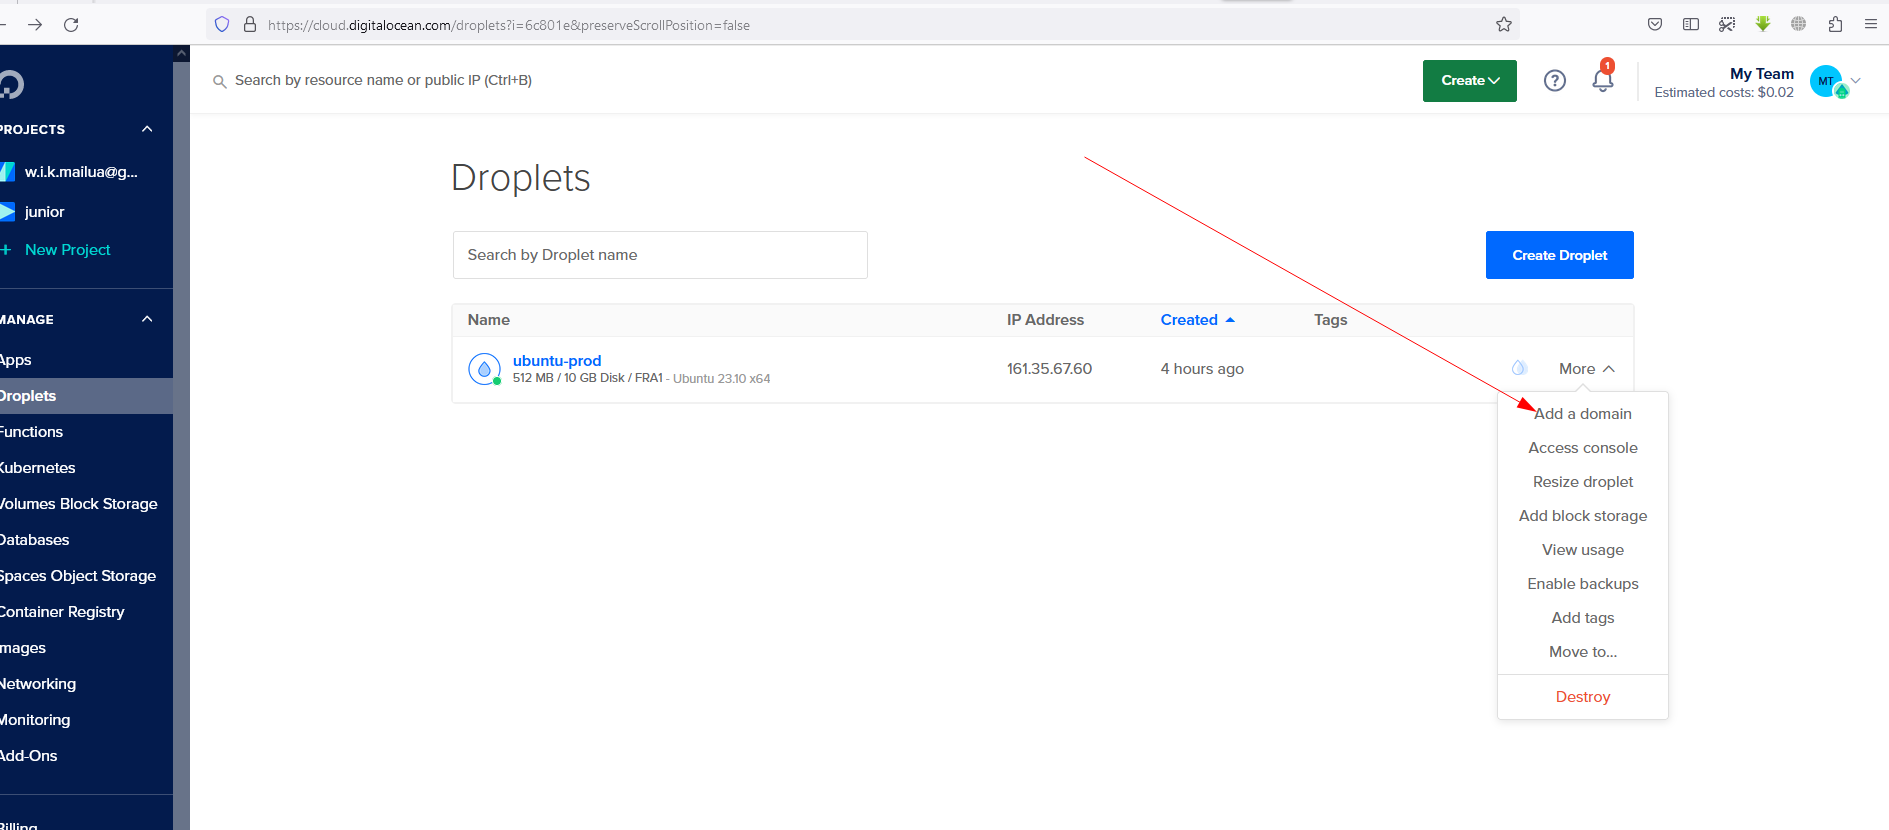 https://cloud.digitalocean.com/droplets?i=6c801e&preserveScrollPosition=false
Search by resource name or public IP (Ctrl+B)
Create
1
My Team
Estimated costs: $0.02
MT
PROJECTS
w.i.k.mailua@g...
junior
+ New Project
MANAGE
Apps
Droplets
Functions
Kubernetes
Volumes Block Storage
Databases
Spaces Object Storage
Container Registry
Images
Networking
Monitoring
Add-Ons
Billing
Droplets
Search by Droplet name
Create Droplet
Name IP Address Created Tags
ubuntu-prod
512 MB / 10 GB Disk / FRA1 - Ubuntu 23.10 x64
161.35.67.60
4 hours ago
More
Add a domain
Access console
Resize droplet
Add block storage
View usage
Enable backups
Add tags
Move to...
Destroy